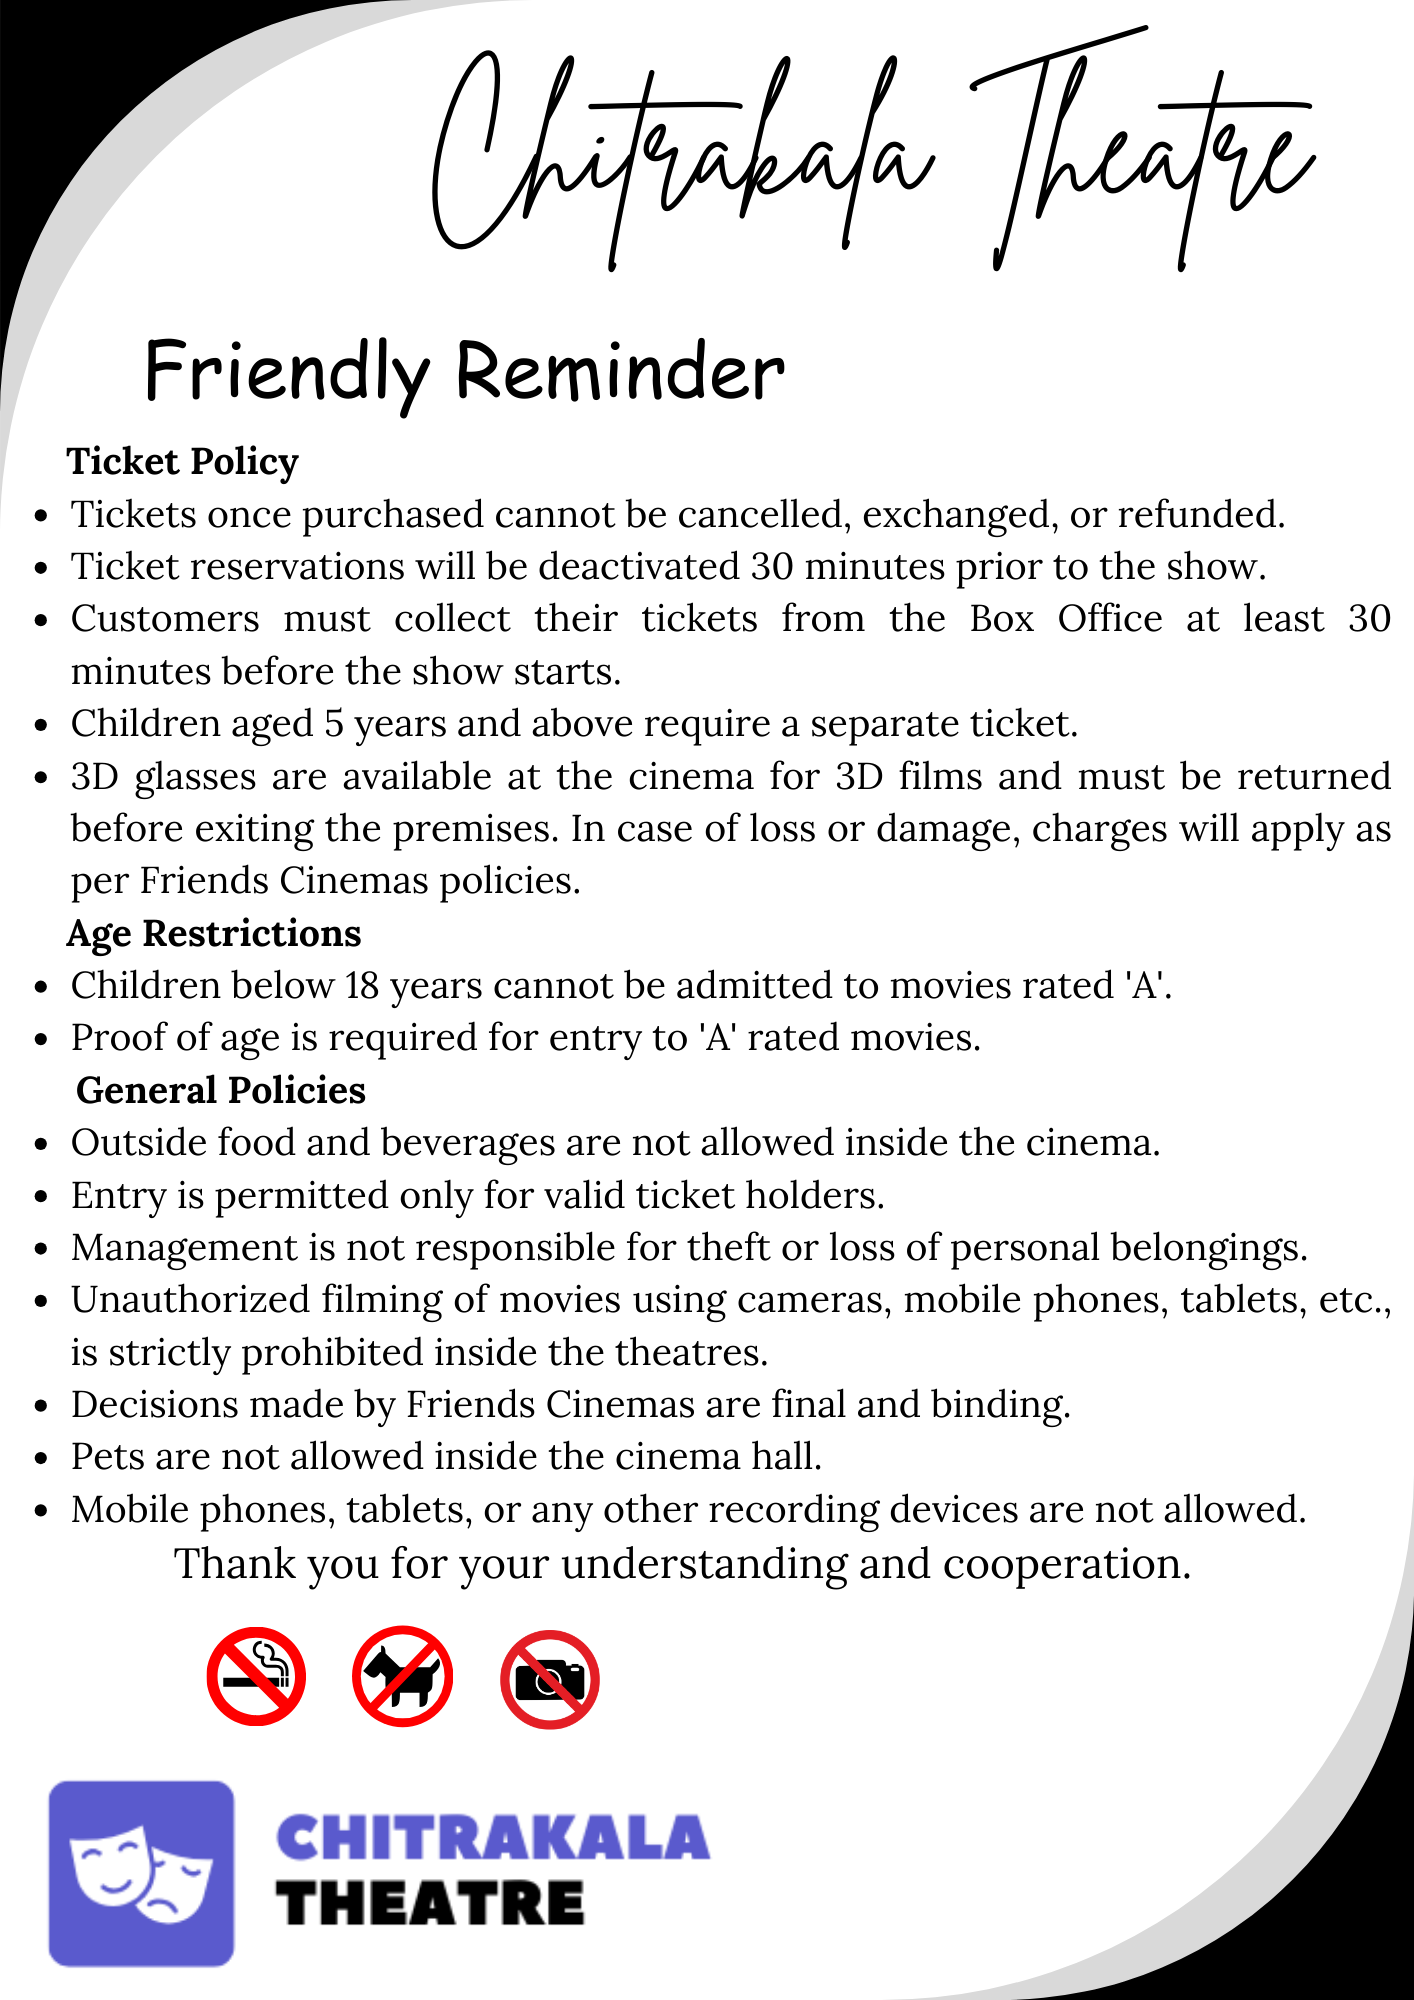 Chitrakala Theatre
Friendly Reminder
Ticket Policy
• Tickets once purchased cannot be cancelled, exchanged, or refunded.
• Ticket reservations will be deactivated 30 minutes prior to the show.
• Customers must collect their tickets from the Box Office at least 30
minutes before the show starts.
• Children aged 5 years and above require a separate ticket.
• 3D glasses are available at the cinema for 3D films and must be returned
before exiting the premises. In case of loss or damage, charges will apply as
per Friends Cinemas policies.
Age Restrictions
• Children below 18 years cannot be admitted to movies rated 'A'.
• Proof of age is required for entry to 'A' rated movies.
General Policies
• Outside food and beverages are not allowed inside the cinema.
• Entry is permitted only for valid ticket holders.
• Management is not responsible for theft or loss of personal belongings.
• Unauthorized filming of movies using cameras, mobile phones, tablets, etc.,
is strictly prohibited inside the theatres.
• Decisions made by Friends Cinemas are final and binding.
• Pets are not allowed inside the cinema hall.
• Mobile phones, tablets, or any other recording devices are not allowed.
Thank you for your understanding and cooperation.
CHITRAKALA
THEATRE